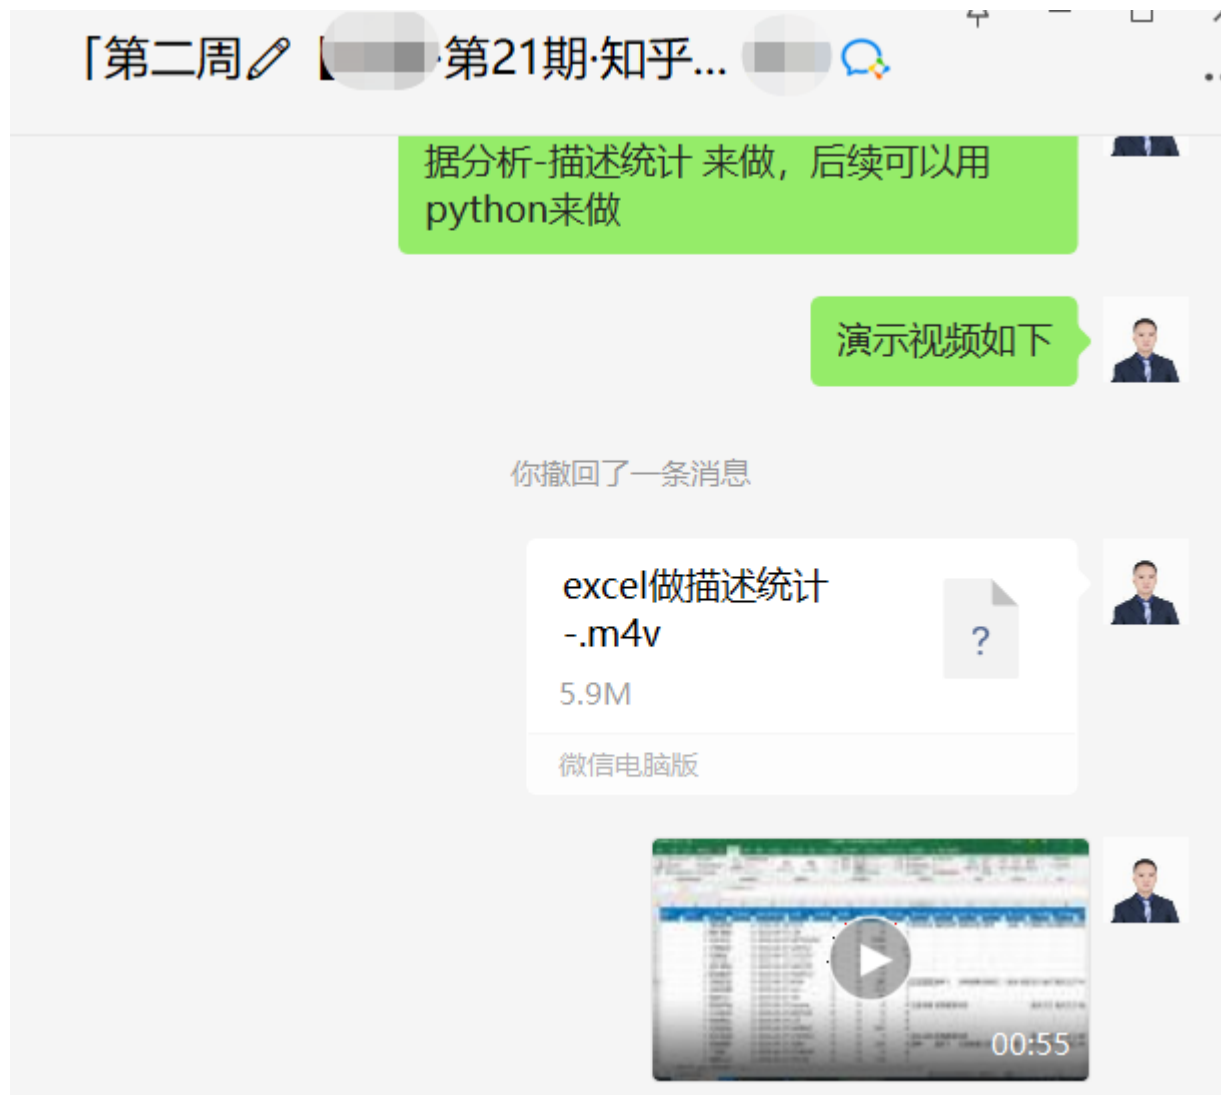 「第二周 ·第21期·知乎...
据分析-描述统计 来做，后续可以用
python来做
演示视频如下
你撤回了一条消息
excel做描述统计
-.m4v
?
5.9M
微信电脑版
00:55